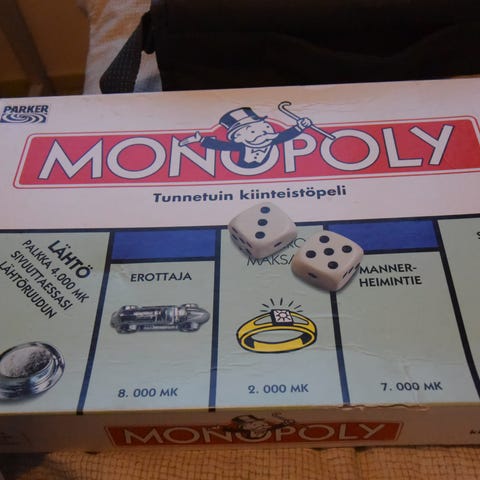 PARKER
MONOPOLY
Tunnetuin kiinteistöpeli
LÄHTÖ
PALKKA 4.000 MK
SIVUUTTAESSASI
LÄHTÖRUUDUN
EROTTAJA
8. 000 MK
MAKSA
2. 000 MK
MANNER-
HEIMINTIE
7. 000 MK
MONOPOLY